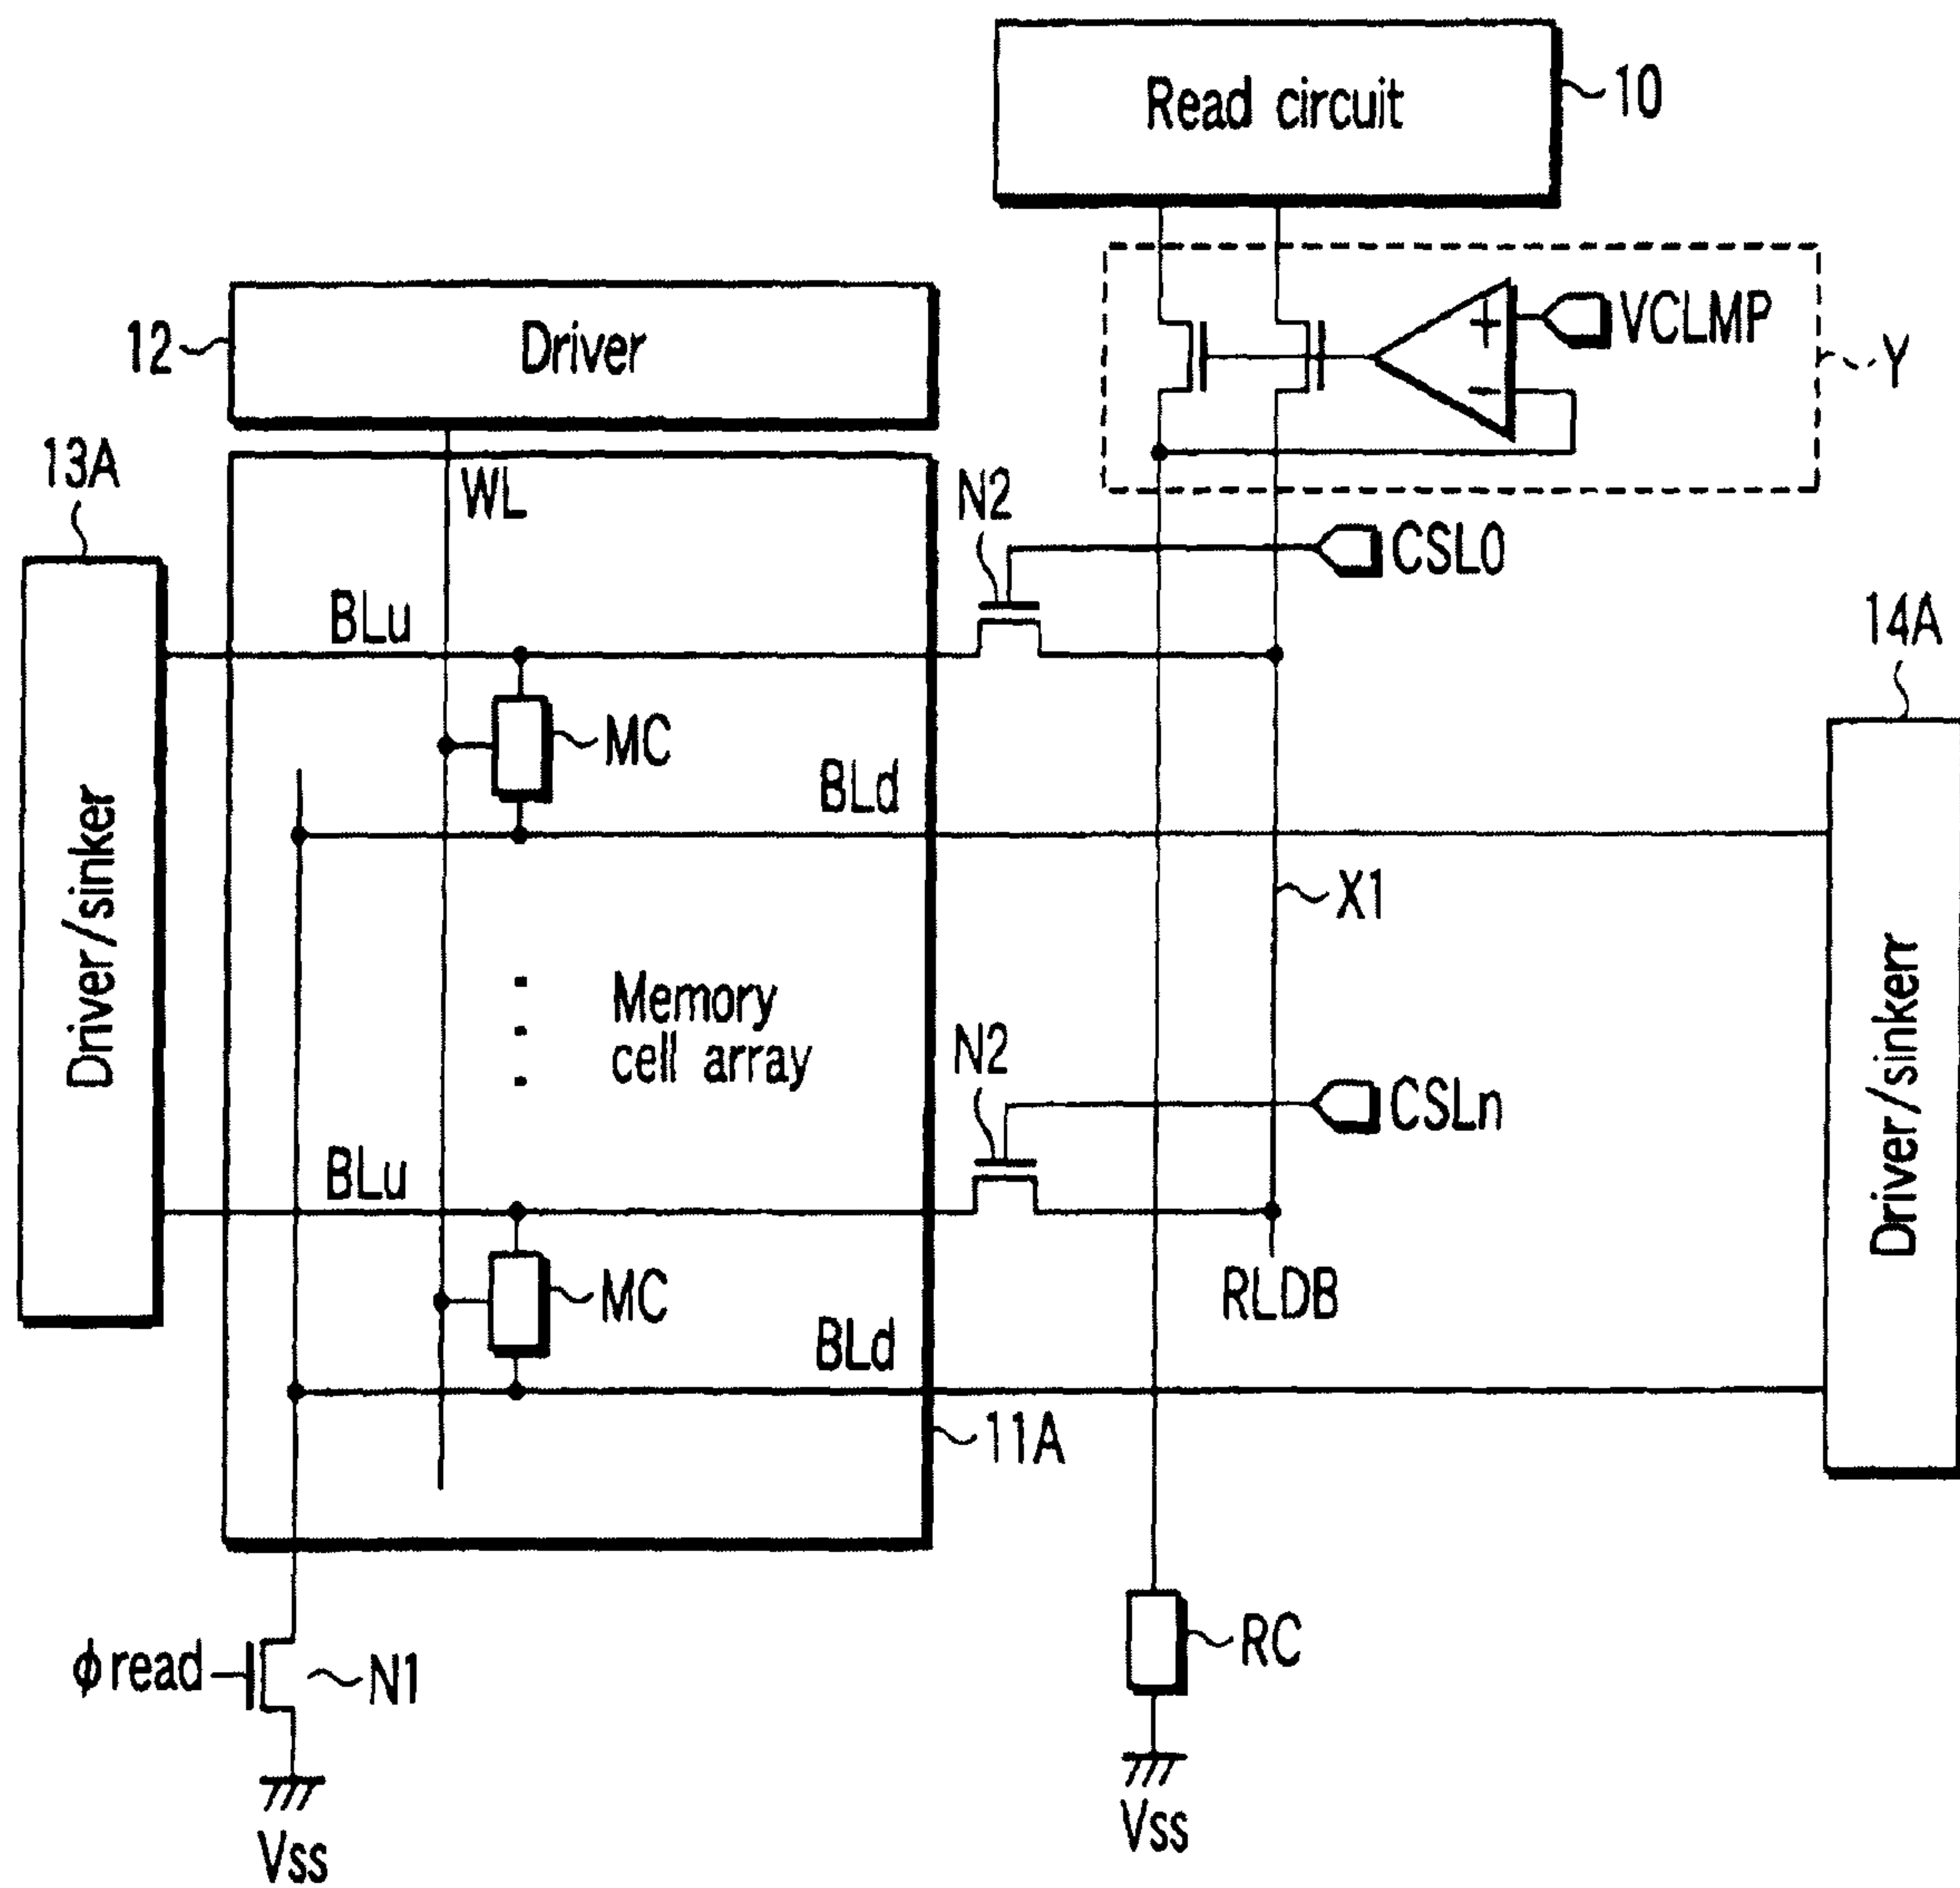 Read circuit
10
VCLMP
+
−
Y
12
Driver
13A
WL
N2
CSL0
14A
BLu
MC
BLd
X1
Driver/sinker
Memory
cell array
N2
CSLn
Driver/sinkerr
BLu
RLDB
MC
BLd
11A
RC
ϕread
N1
Vss
Vss